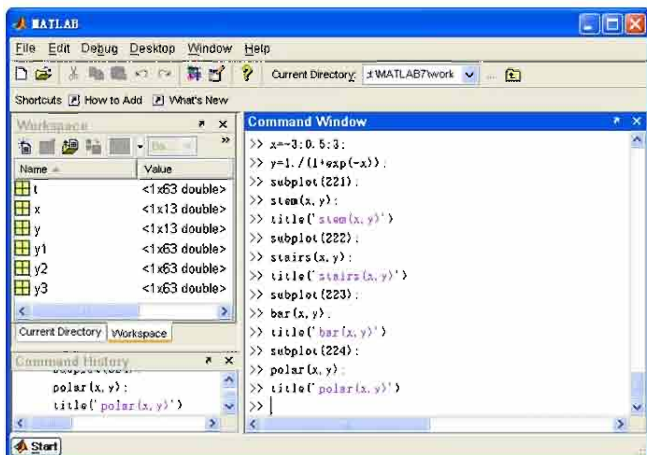 MATLAB
File Edit Debug Desktop Window Help
Current Directory: MATLAB7\work
Shortcuts How to Add What's New
Workspace
Name Value
t <1x63 double>
x <1x13 double>
y <1x13 double>
y1 <1x63 double>
y2 <1x63 double>
y3 <1x63 double>
Current Directory Workspace
Command History
polar(x,y);
title('polar(x,y)')
Command Window
>> x=-3:0.5:3;
>> y=1./(1+exp(-x));
>> subplot(221);
>> stem(x,y);
>> title('stem(x,y)')
>> subplot(222);
>> stairs(x,y);
>> title('stairs(x,y)')
>> subplot(223);
>> bar(x,y);
>> title('bar(x,y)')
>> subplot(224);
>> polar(x,y);
>> title('polar(x,y)')
>>
Start